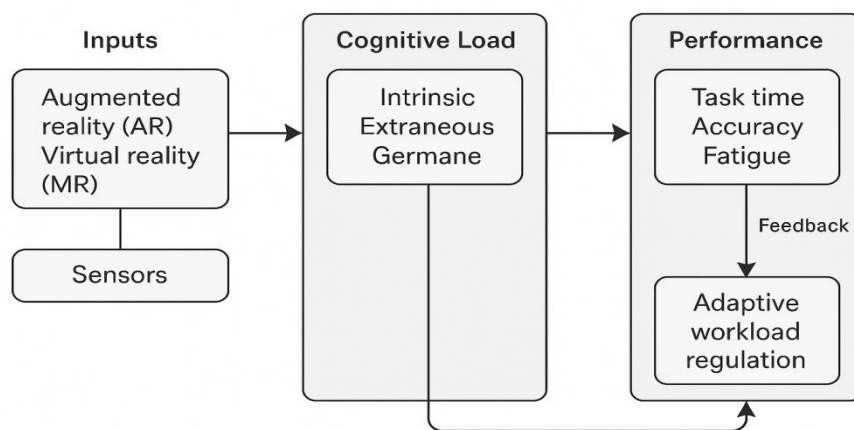 Inputs
Augmented
reality (AR)
Virtual reality
(MR)
Sensors
Cognitive Load
Intrinsic
Extraneous
Germane
Performance
Task time
Accuracy
Fatigue
Feedback
Adaptive
workload
regulation